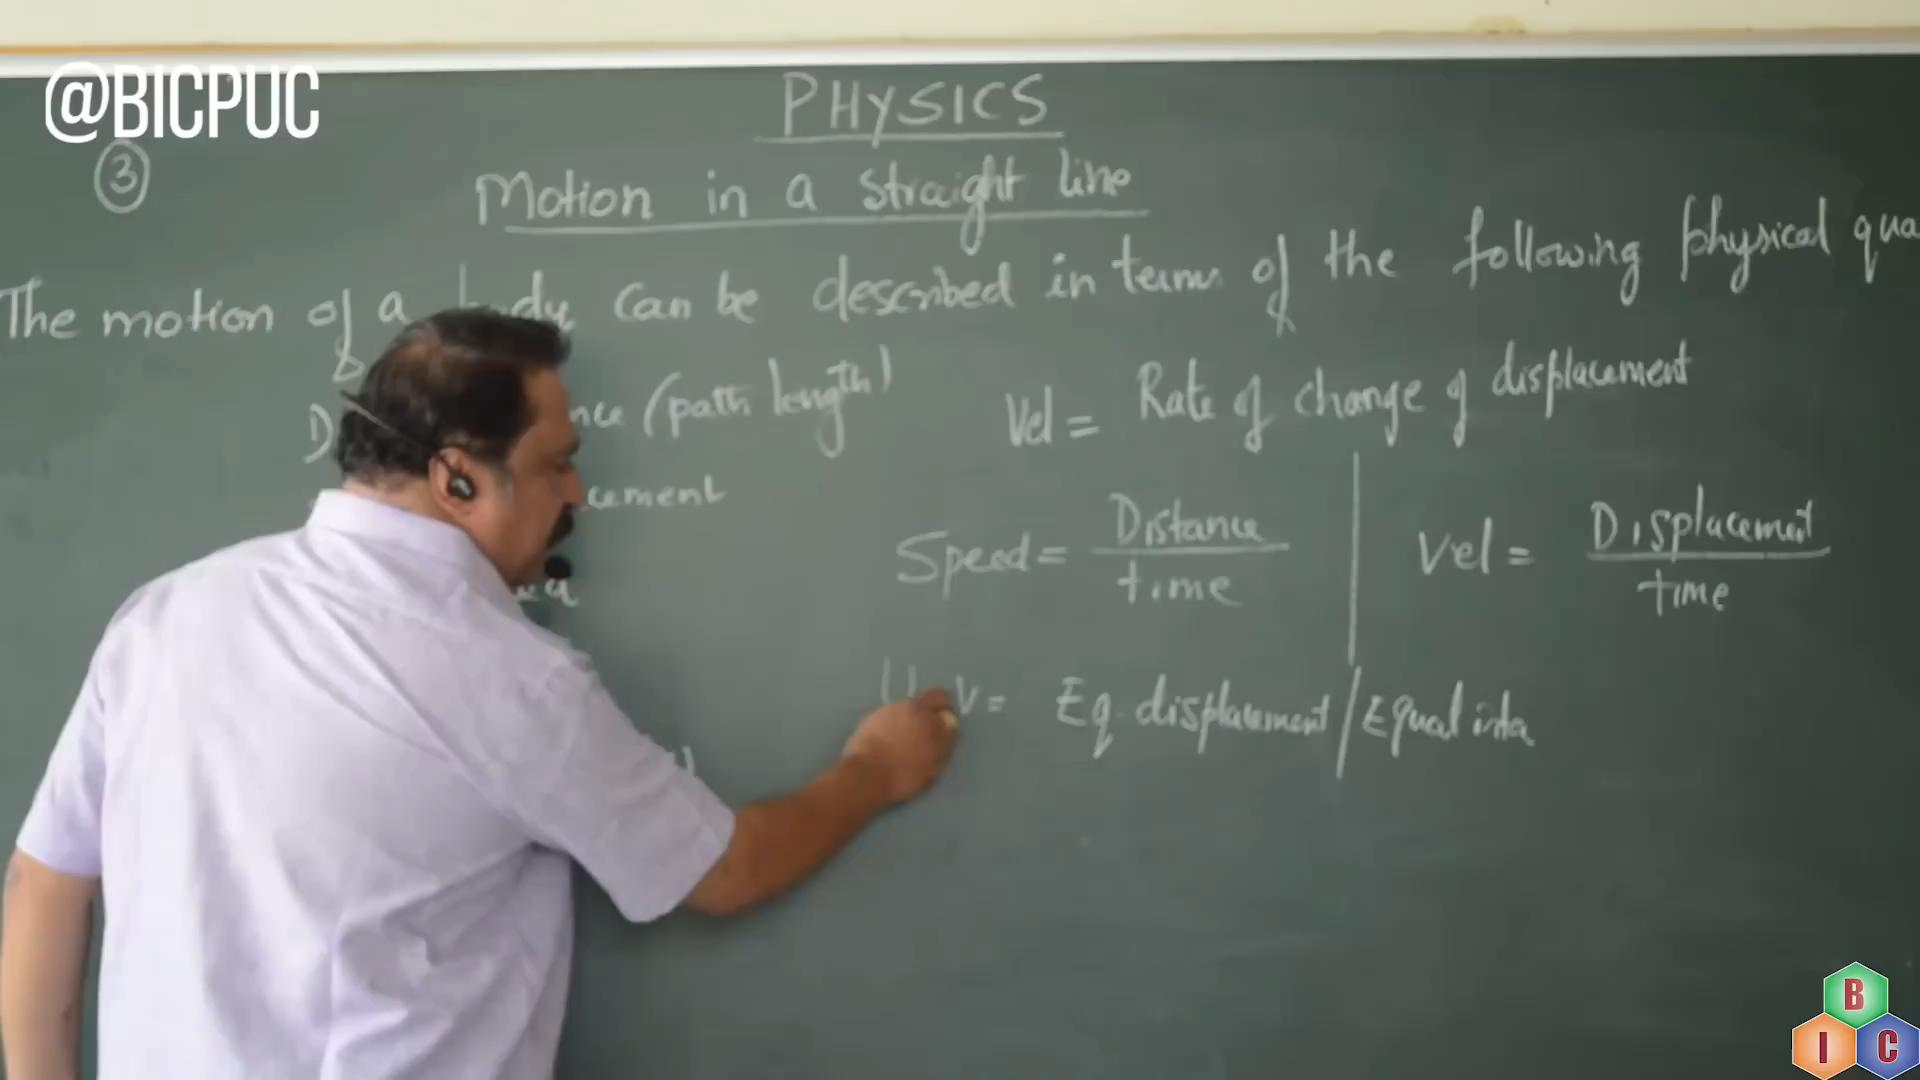 @BICPUC
PHYSICS
3
Motion in a straight line
The motion of a body can be described in terms of the following physical qua
(path length)
Vel = Rate of change of displacement
cement
Speed = Distance / time
Vel = Displacement / time
V = Eq. displacement / Equal inte
B
I C